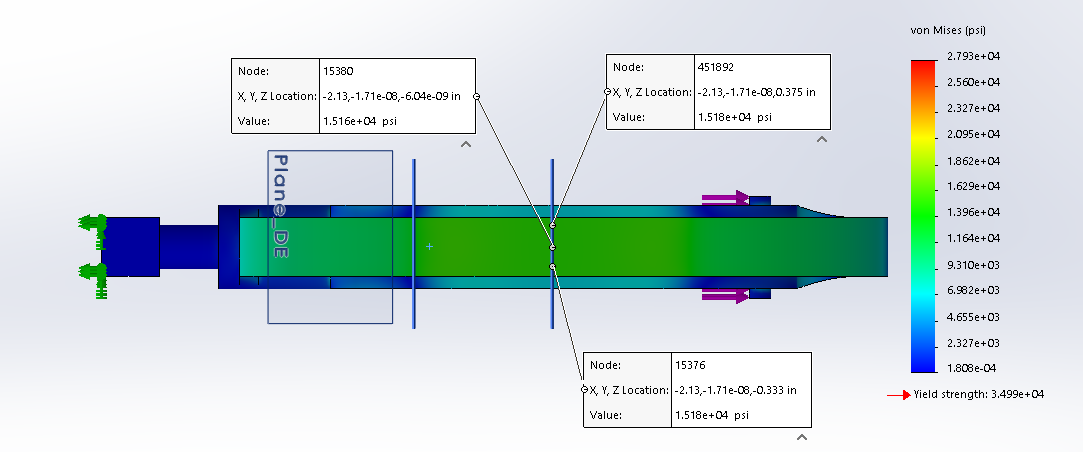 von Mises (psi)
Node: 15380
X, Y, Z Location: -2.13,-1.71e-08,-6.04e-09 in
Value: 1.516e+04 psi
Node: 451892
X, Y, Z Location: -2.13,-1.71e-08,0.375 in
Value: 1.518e+04 psi
2.793e+04
2.560e+04
2.327e+04
2.095e+04
1.862e+04
1.629e+04
1.396e+04
1.164e+04
9.310e+03
6.982e+03
4.655e+03
2.327e+03
1.808e-04
Plane_DE
Node: 15376
X, Y, Z Location: -2.13,-1.71e-08,-0.333 in
Value: 1.518e+04 psi
Yield strength: 3.499e+04